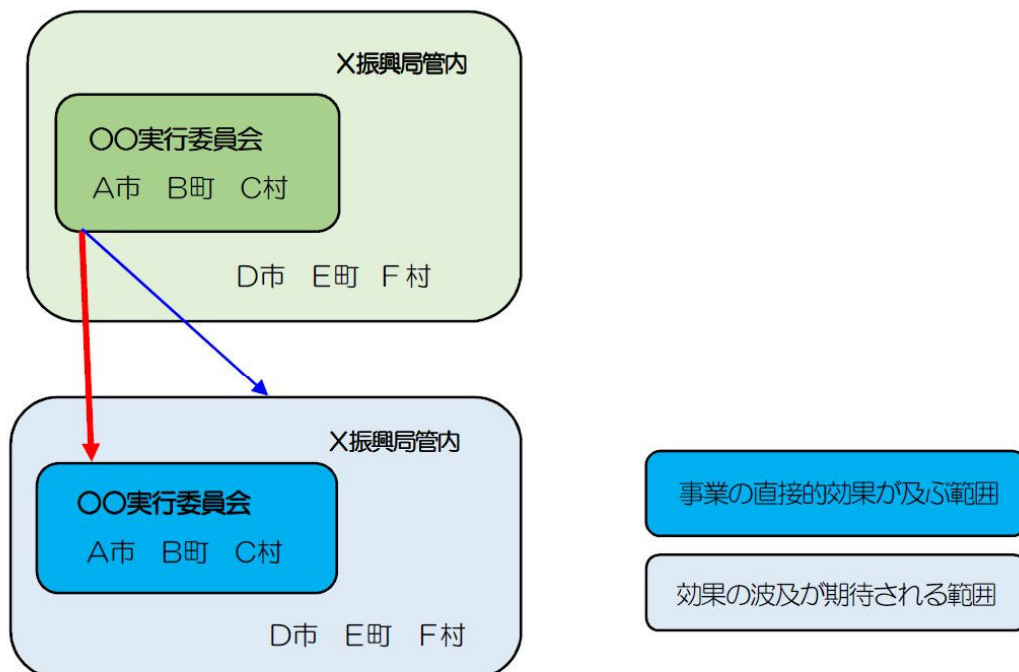 X振興局管内
〇〇実行委員会
A市　B町　C村
D市　E町　F村
X振興局管内
〇〇実行委員会
A市　B町　C村
D市　E町　F村
事業の直接的効果が及ぶ範囲
効果の波及が期待される範囲